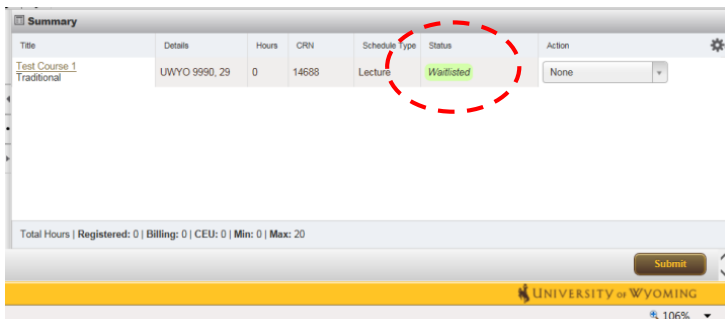 Summary
Title Details Hours CRN Schedule Type Status Action
Test Course 1 UWYO 9990, 29 0 14688 Lecture Waitlisted None
Traditional
Total Hours | Registered: 0 | Billing: 0 | CEU: 0 | Min: 0 | Max: 20
Submit
UNIVERSITY OF WYOMING
106%